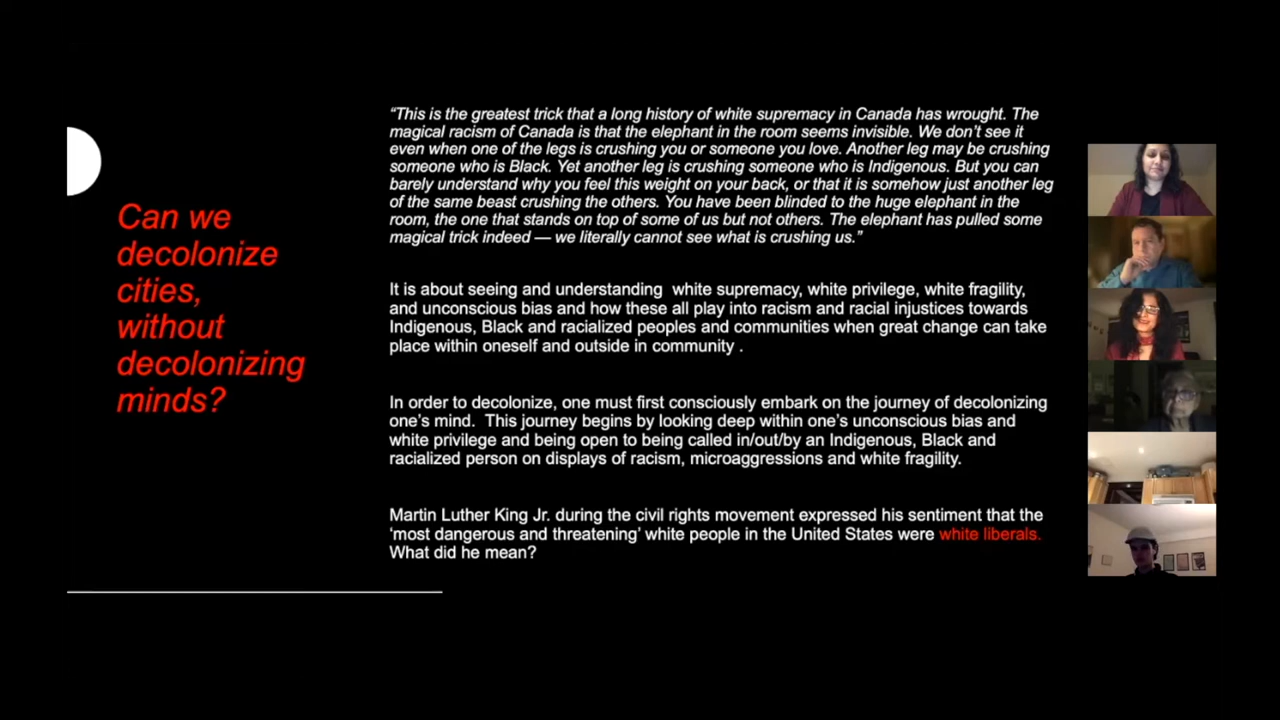 Can we
decolonize
cities,
without
decolonizing
minds?
“This is the greatest trick that a long history of white supremacy in Canada has wrought. The
magical racism of Canada is that the elephant in the room seems invisible. We don’t see it
even when one of the legs is crushing you or someone you love. Another leg may be crushing
someone who is Black. Yet another leg is crushing someone who is Indigenous. But you can
barely understand why you feel this weight on your back, or that it is somehow just another leg
of the same beast crushing the others. You have been blinded to the huge elephant in the
room, the one that stands on top of some of us but not others. The elephant has pulled some
magical trick indeed — we literally cannot see what is crushing us.”
It is about seeing and understanding  white supremacy, white privilege, white fragility,
and unconscious bias and how these all play into racism and racial injustices towards
Indigenous, Black and racialized peoples and communities when great change can take
place within oneself and outside in community .
In order to decolonize, one must first consciously embark on the journey of decolonizing
one’s mind.  This journey begins by looking deep within one’s unconscious bias and
white privilege and being open to being called in/out/by an Indigenous, Black and
racialized person on displays of racism, microaggressions and white fragility.
Martin Luther King Jr. during the civil rights movement expressed his sentiment that the
‘most dangerous and threatening’ white people in the United States were white liberals.
What did he mean?